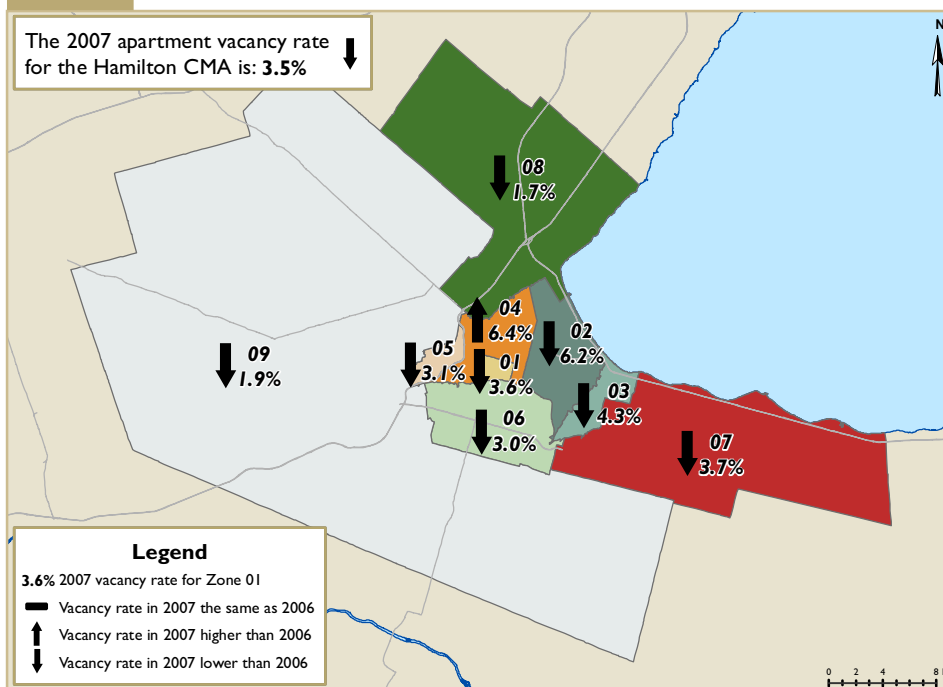 The 2007 apartment vacancy rate
for the Hamilton CMA is: 3.5%
N
08
1.7%
04
6.4%
02
6.2%
05
3.1%
01
3.6%
09
1.9%
03
4.3%
06
3.0%
07
3.7%
Legend
3.6% 2007 vacancy rate for Zone 01
Vacancy rate in 2007 the same as 2006
Vacancy rate in 2007 higher than 2006
Vacancy rate in 2007 lower than 2006
0 2 4 8